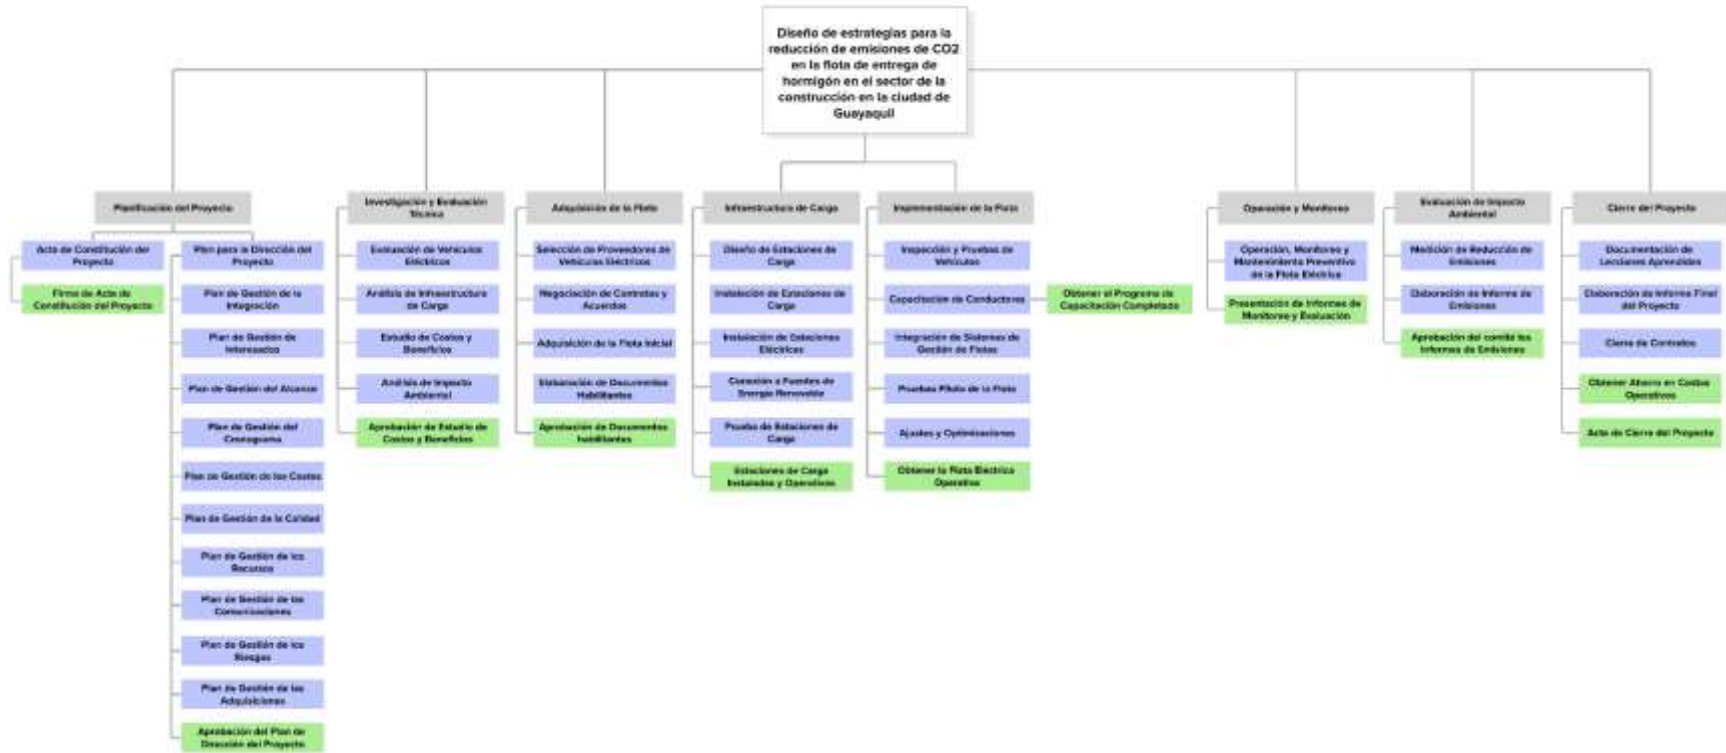 Diseño de estrategias para la
reducción de emisiones de CO2
en la flota de entrega de
hormigón en el sector de la
construcción en la ciudad de
Guayaquil
Planificación del Proyecto
Acta de Constitución del
Proyecto
Firma de Acta de
Constitución del Proyecto
Plan para la Dirección del
Proyecto
Plan de Gestión de la
Integración
Plan de Gestión de
Interesados
Plan de Gestión del Alcance
Plan de Gestión del
Cronograma
Plan de Gestión de los Costos
Plan de Gestión de la Calidad
Plan de Gestión de los
Recursos
Plan de Gestión de las
Comunicaciones
Plan de Gestión de los
Riesgos
Plan de Gestión de las
Adquisiciones
Aprobación del Plan de
Dirección del Proyecto
Investigación y Evaluación
Técnica
Evaluación de Vehículos
Eléctricos
Análisis de Infraestructura
de Carga
Estudio de Costos y
Beneficios
Análisis de Impacto
Ambiental
Aprobación de Estudio de
Costos y Beneficios
Adquisición de la Flota
Selección de Proveedores de
Vehículos Eléctricos
Negociación de Contratos y
Acuerdos
Adquisición de la Flota Inicial
Elaboración de Documentos
Habilitantes
Aprobación de Documentos
habilitantes
Infraestructura de Carga
Diseño de Estaciones de
Carga
Instalación de Estaciones de
Carga
Instalación de Estaciones
Eléctricas
Conexión a Fuentes de
Energía Renovable
Prueba de Estaciones de
Carga
Estaciones de Carga
Instaladas y Operativas
Implementación de la Flota
Inspección y Pruebas de
Vehículos
Capacitación de Conductores
Obtener el Programa de
Capacitación Completado
Integración de Sistemas de
Gestión de Flotas
Pruebas Piloto de la Flota
Ajustes y Optimizaciones
Obtener la Flota Eléctrica
Operativa
Operación y Monitoreo
Operación, Monitoreo y
Mantenimiento Preventivo
de la Flota Eléctrica
Presentación de Informes de
Monitoreo y Evaluación
Evaluación de Impacto
Ambiental
Medición de Reducción de
Emisiones
Elaboración de Informe de
Emisiones
Aprobación del comité los
Informes de Emisiones
Cierre del Proyecto
Documentación de
Lecciones Aprendidas
Elaboración de Informe Final
del Proyecto
Cierre de Contratos
Obtener Ahorro en Costos
Operativos
Acta de Cierre del Proyecto